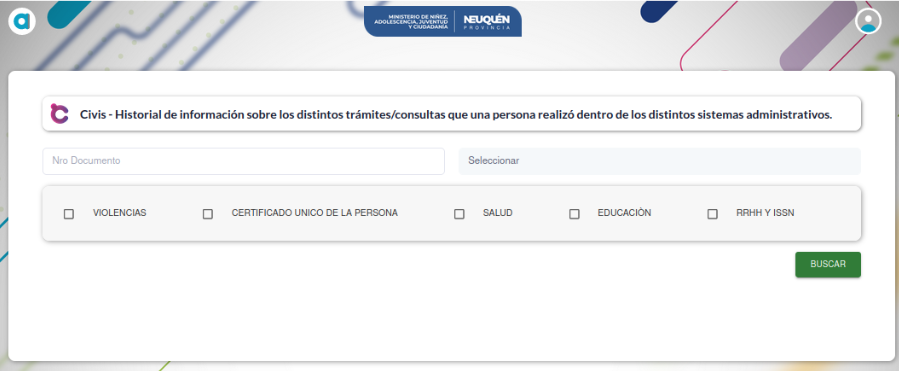 a
MINISTERIO DE NIÑEZ,
ADOLESCENCIA, JUVENTUD
Y CIUDADANÍA
NEUQUÉN
PROVINCIA
Civis - Historial de información sobre los distintos trámites/consultas que una persona realizó dentro de los distintos sistemas administrativos.
Nro Documento
Seleccionar
VIOLENCIAS
CERTIFICADO UNICO DE LA PERSONA
SALUD
EDUCACIÒN
RRHH Y ISSN
BUSCAR